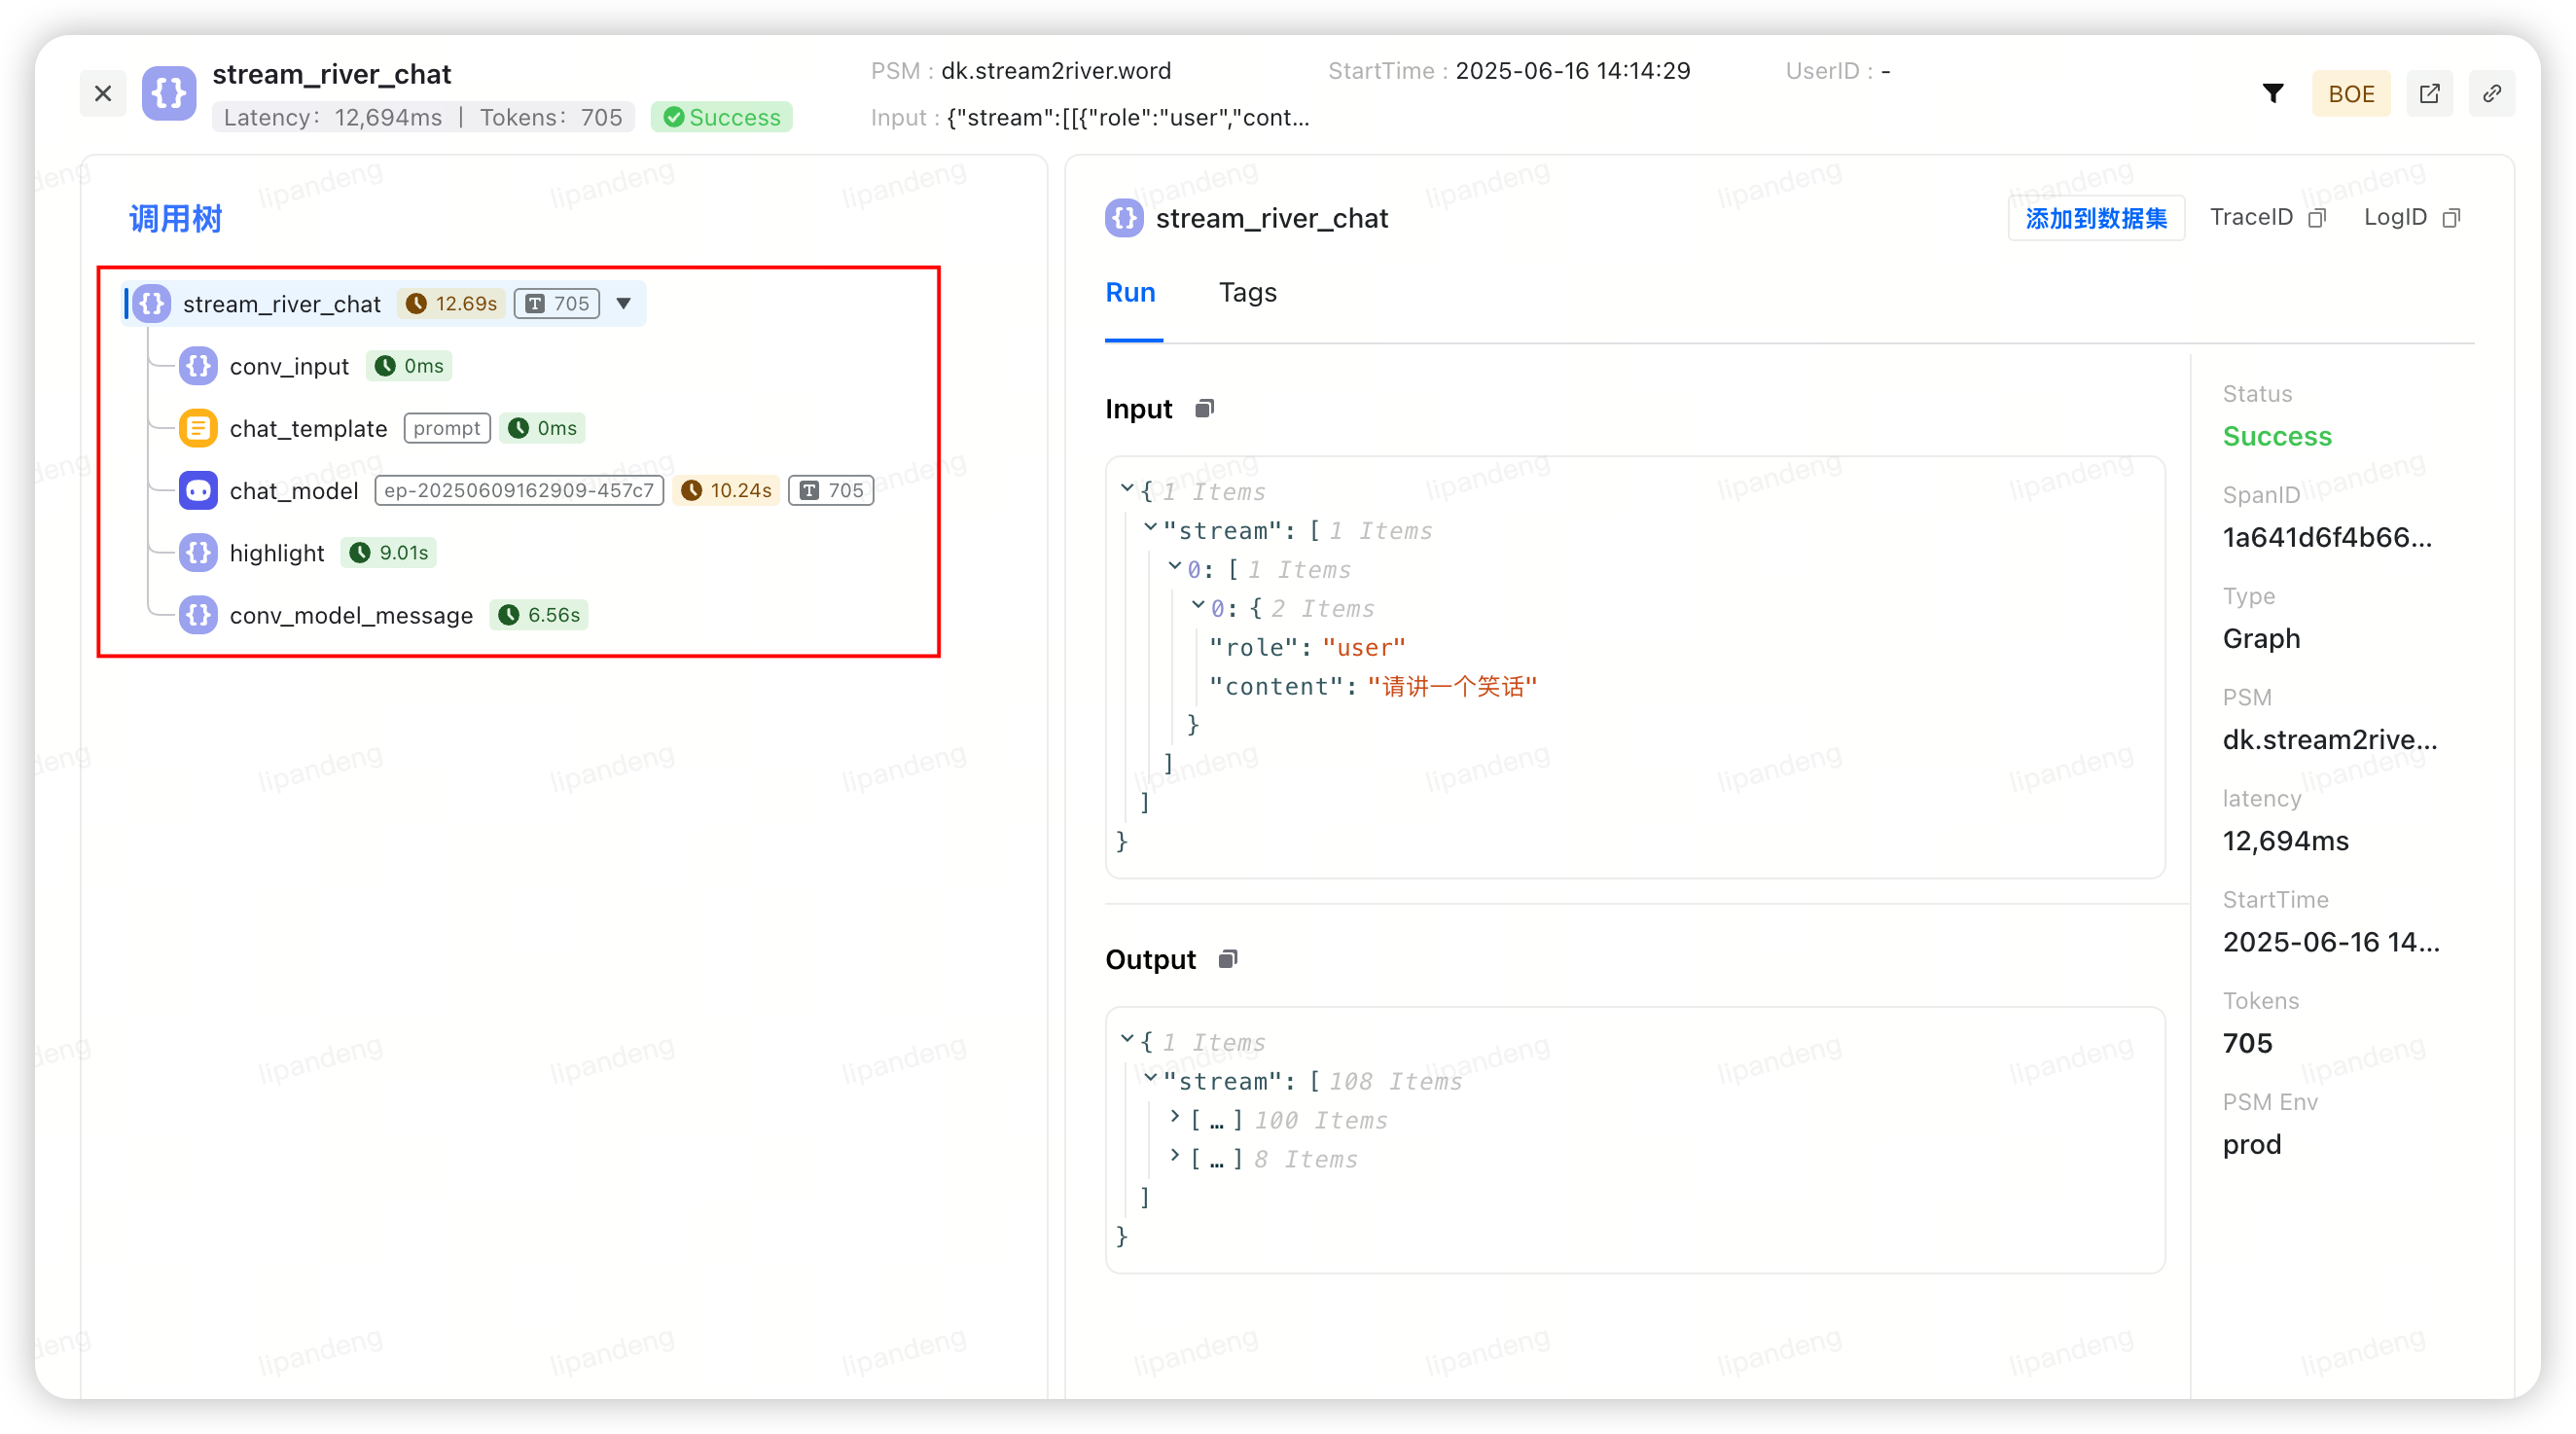 stream_river_chat
Latency: 12,694ms | Tokens: 705 Success
PSM : dk.stream2river.word
StartTime : 2025-06-16 14:14:29
UserID : -
Input : {"stream":[[{"role":"user","cont...
BOE
调用树
stream_river_chat 12.69s T 705
conv_input 0ms
chat_template prompt 0ms
chat_model ep-20250609162909-457c7 10.24s T 705
highlight 9.01s
conv_model_message 6.56s
stream_river_chat
添加到数据集 TraceID LogID
Run Tags
Input
{ 1 Items
"stream": [ 1 Items
0: [ 1 Items
0: { 2 Items
"role": "user"
"content": "请讲一个笑话"
}
]
]
}
Output
{ 1 Items
"stream": [ 108 Items
[ … ] 100 Items
[ … ] 8 Items
]
}
Status
Success
SpanID
1a641d6f4b66...
Type
Graph
PSM
dk.stream2rive...
latency
12,694ms
StartTime
2025-06-16 14...
Tokens
705
PSM Env
prod
lipandeng